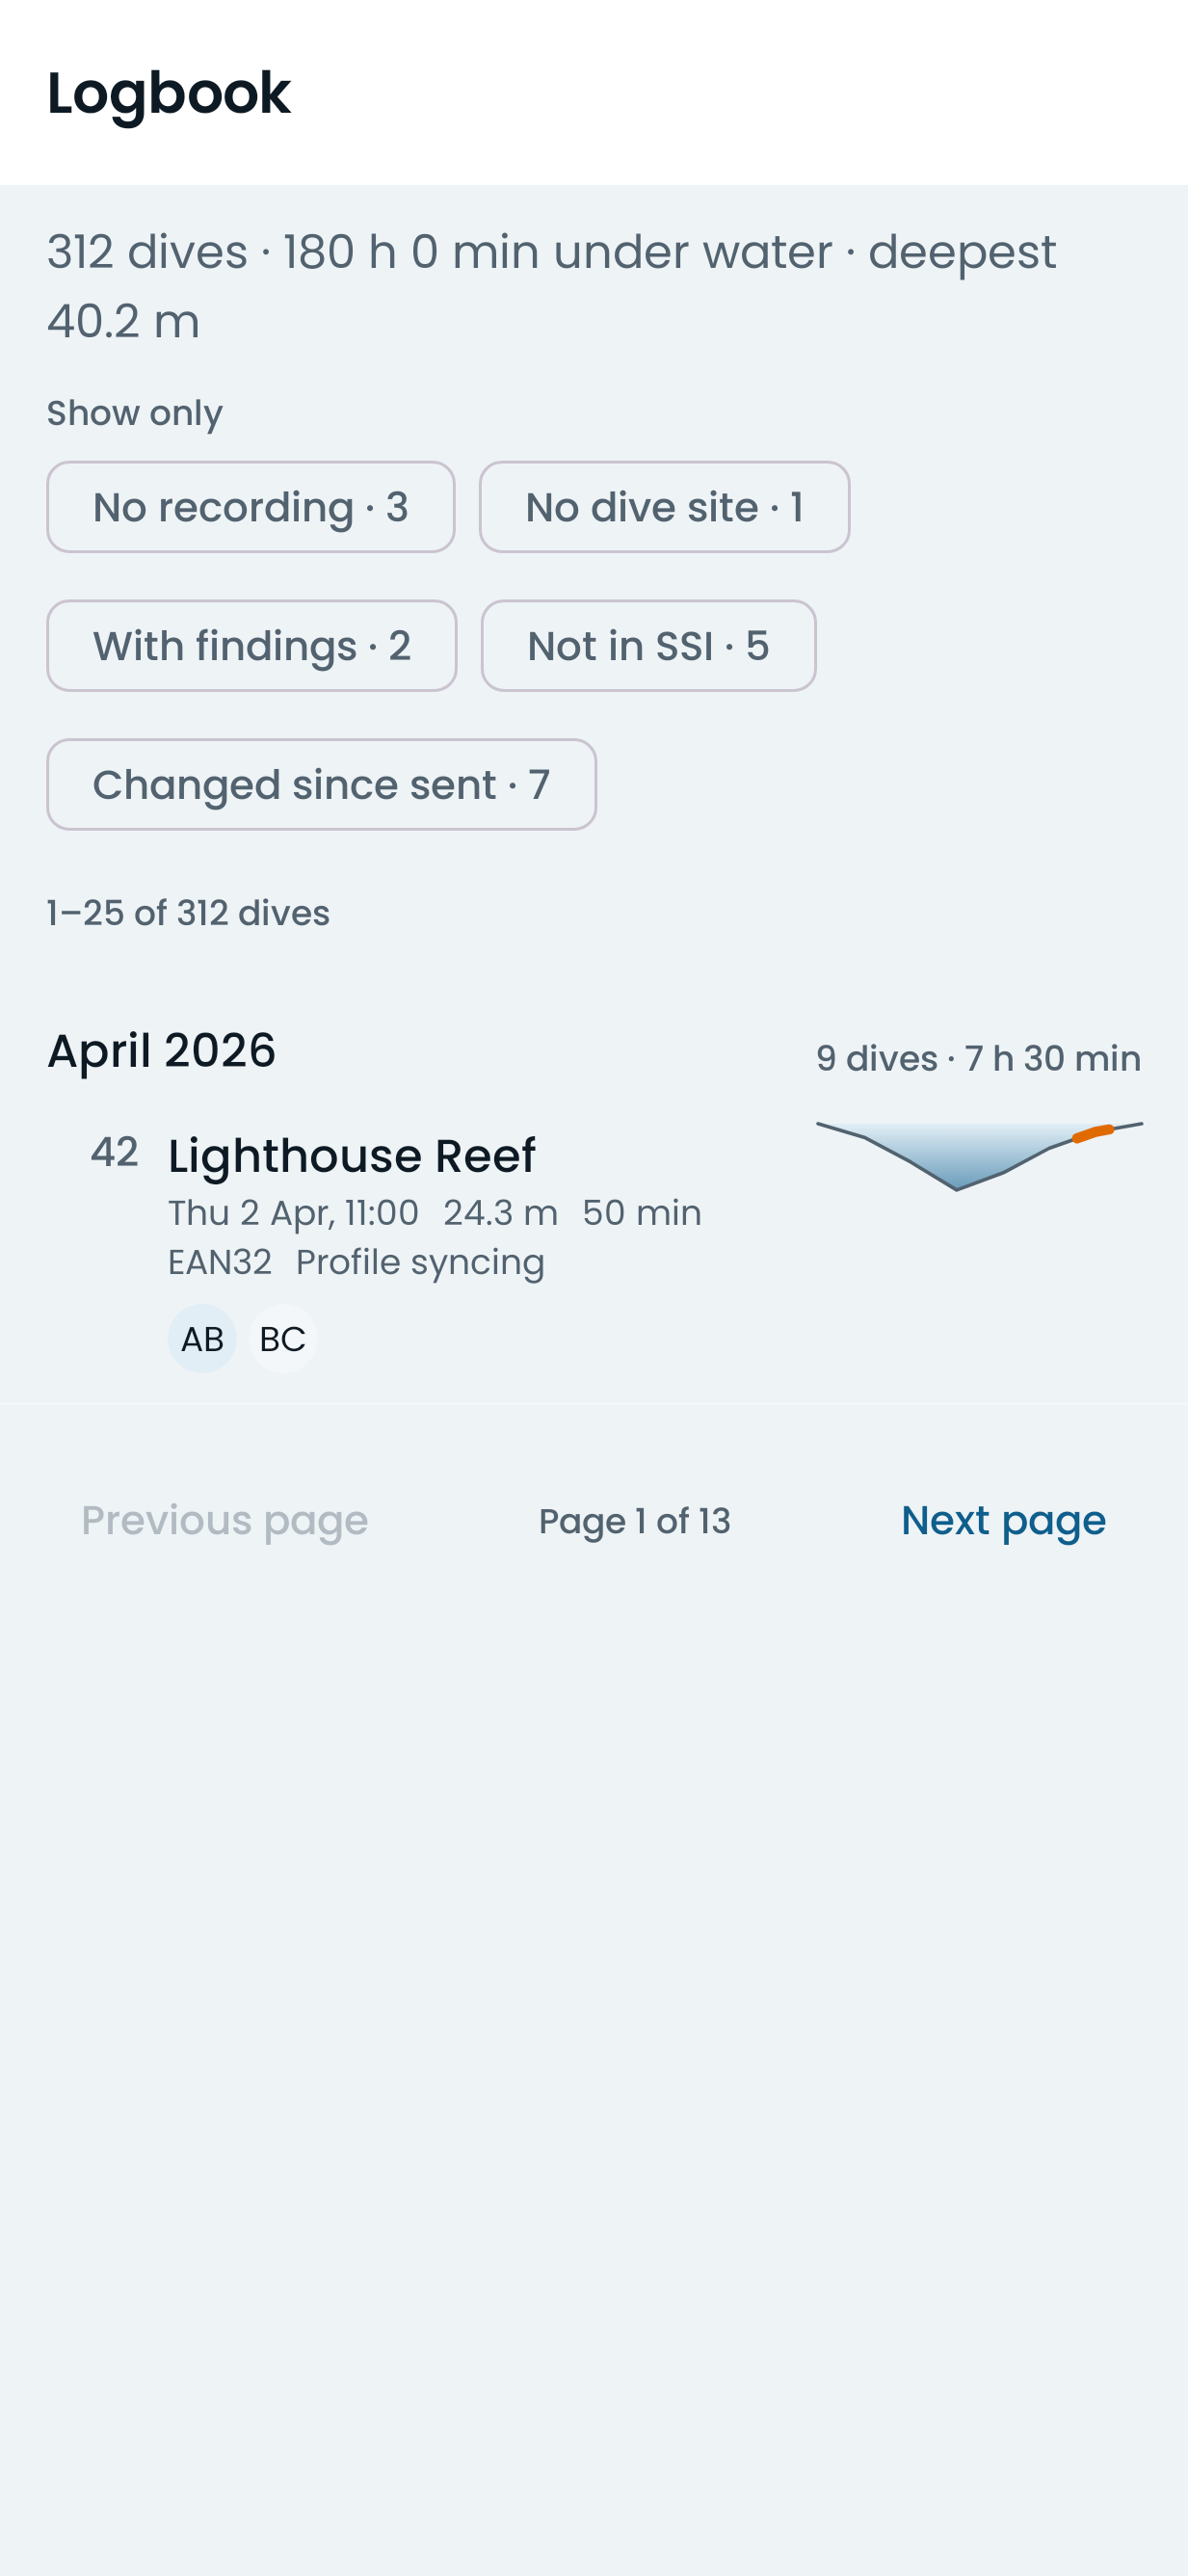 Logbook
312 dives · 180 h 0 min under water · deepest
40.2 m
Show only
No recording · 3
No dive site · 1
With findings · 2
Not in SSI · 5
Changed since sent · 7
1–25 of 312 dives
April 2026
9 dives · 7 h 30 min
42
Lighthouse Reef
Thu 2 Apr, 11:00 24.3 m 50 min
EAN32 Profile syncing
AB BC
Previous page
Page 1 of 13
Next page